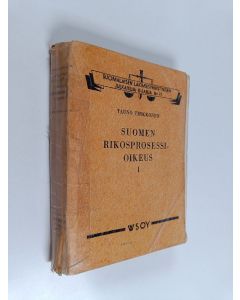 SUOMALAISEN LAKIMIESYHDISTYKSEN
JULKAISUJA B-SARJA
TAUNO TIRKKONEN
SUOMEN
RIKOSPROSESSI-
OIKEUS
I
WSOY